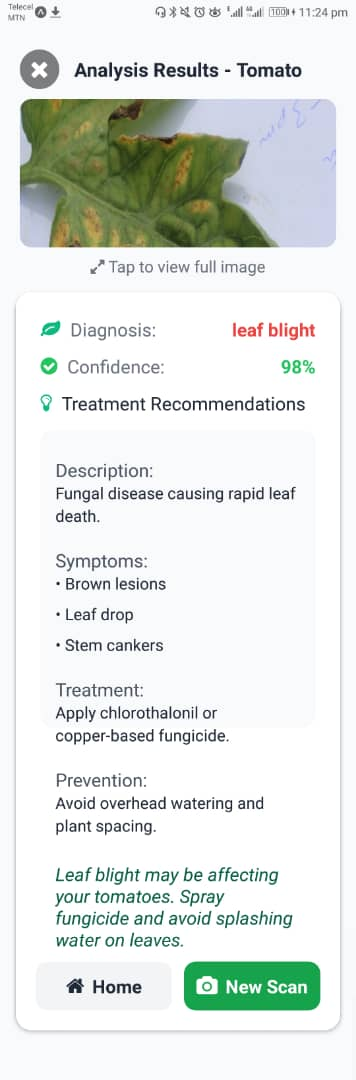 Telecel
MTN
100 11:24 pm
Analysis Results - Tomato
Tap to view full image
Diagnosis: leaf blight
Confidence: 98%
Treatment Recommendations
Description:
Fungal disease causing rapid leaf
death.
Symptoms:
• Brown lesions
• Leaf drop
• Stem cankers
Treatment:
Apply chlorothalonil or
copper-based fungicide.
Prevention:
Avoid overhead watering and
plant spacing.
Leaf blight may be affecting
your tomatoes. Spray
fungicide and avoid splashing
water on leaves.
Home New Scan